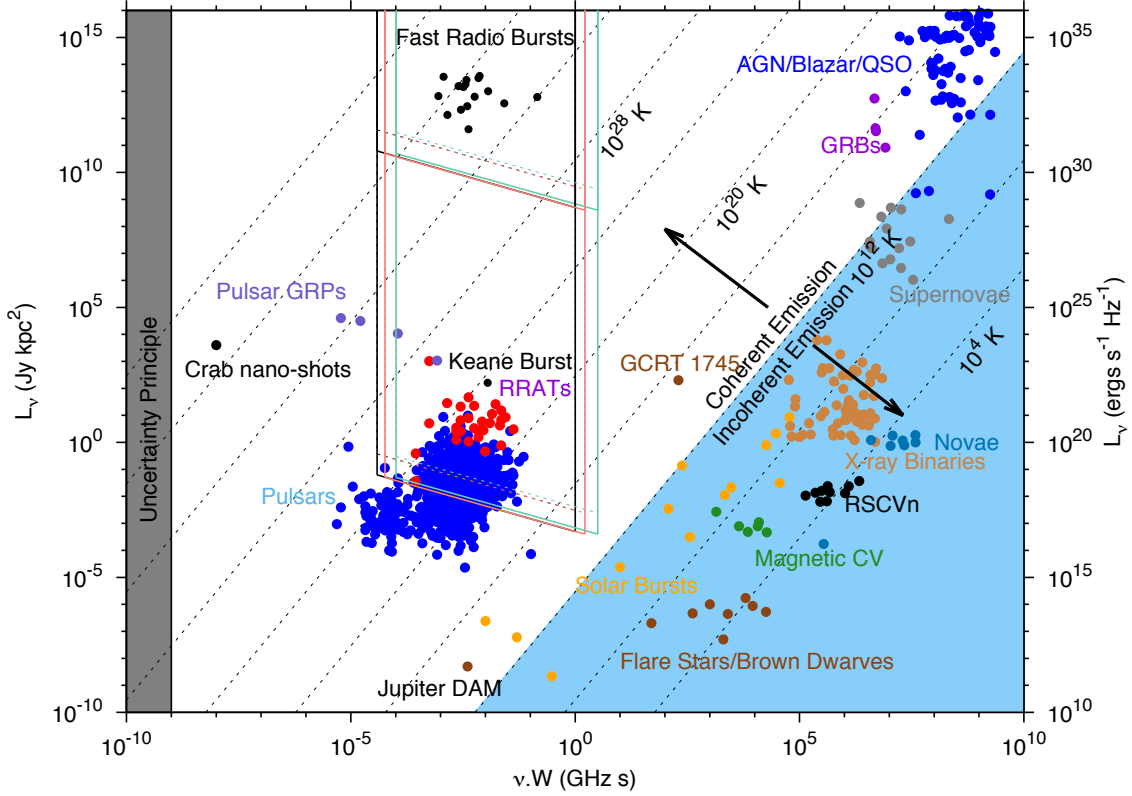 10^15
10^10
10^5
10^0
10^-5
10^-10
L_ν (Jy kpc^2)
10^35
10^30
10^25
10^20
10^15
10^10
L_ν (ergs s^-1 Hz^-1)
Fast Radio Bursts
AGN/Blazar/QSO
10^28 K
GRBs
10^20 K
Coherent Emission
Incoherent Emission
10^12 K
Supernovae
Pulsar GRPs
Crab nano-shots
Keane Burst
RRATs
GCRT 1745
10^4 K
Novae
X-ray Binaries
Uncertainty Principle
Pulsars
RSCVn
Magnetic CV
Solar Bursts
Flare Stars/Brown Dwarves
Jupiter DAM
10^-10
10^-5
10^0
10^5
10^10
ν.W (GHz s)